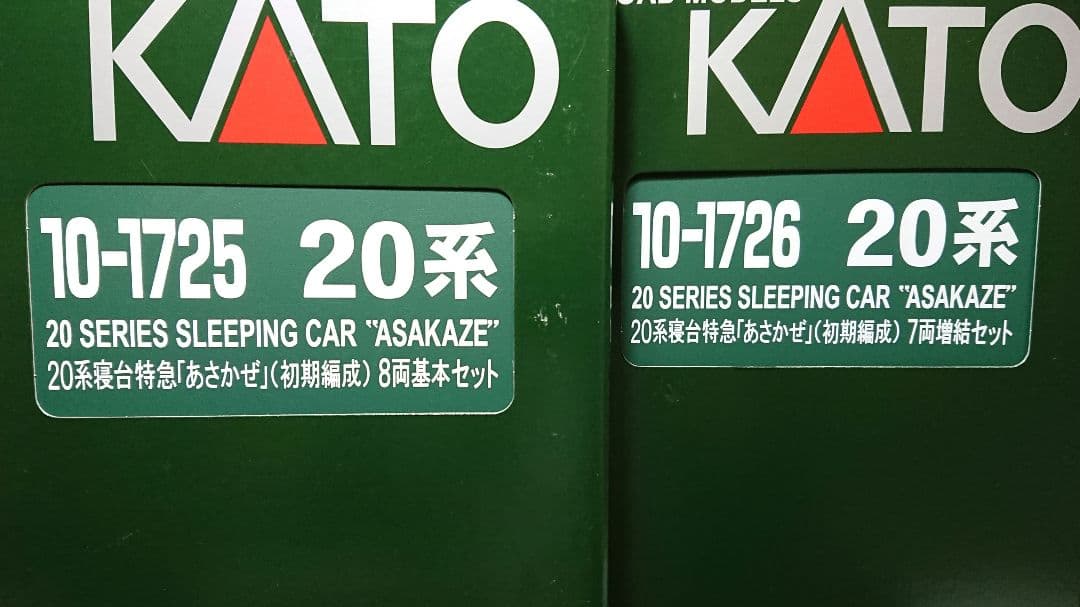 KATO
10-1725 20系
20 SERIES SLEEPING CAR "ASAKAZE"
20系寝台特急「あさかぜ」(初期編成) 8両基本セット
KATO
10-1726 20系
20 SERIES SLEEPING CAR "ASAKAZE"
20系寝台特急「あさかぜ」(初期編成) 7両増結セット